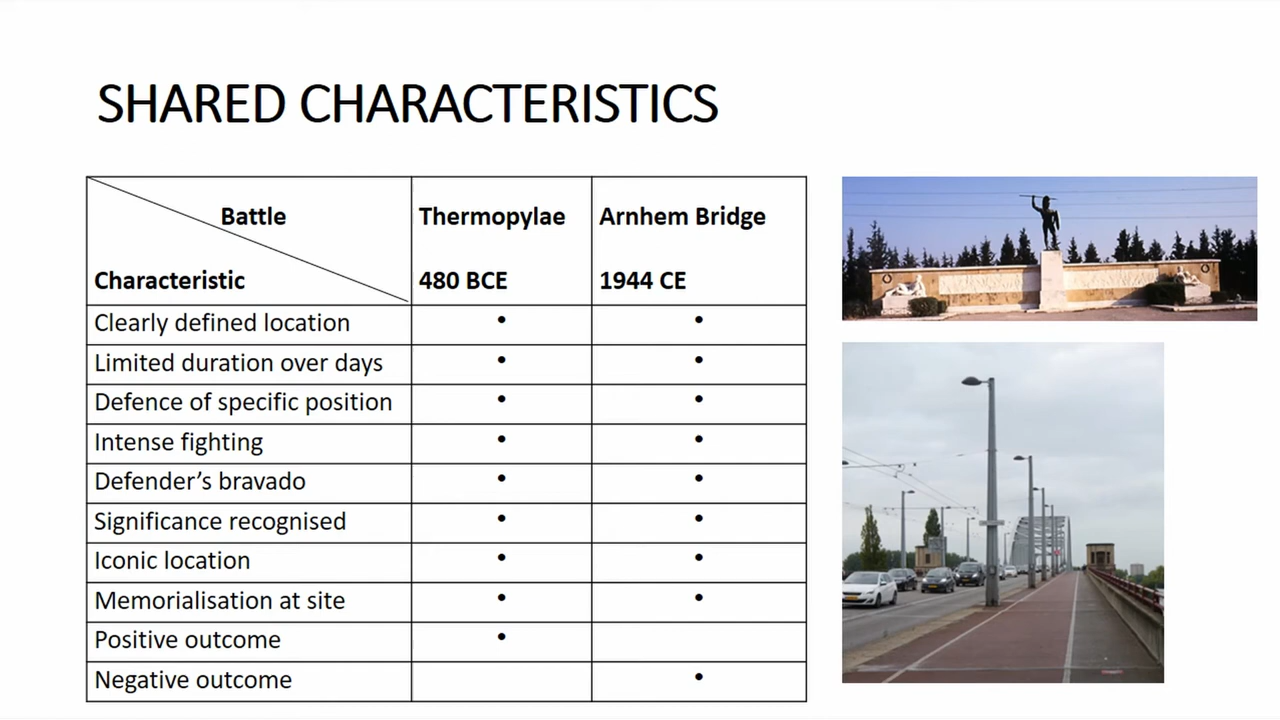 SHARED CHARACTERISTICS
Battle
Characteristic
Thermopylae
480 BCE
Arnhem Bridge
1944 CE
Clearly defined location • •
Limited duration over days • •
Defence of specific position • •
Intense fighting • •
Defender’s bravado • •
Significance recognised • •
Iconic location • •
Memorialisation at site • •
Positive outcome •
Negative outcome •